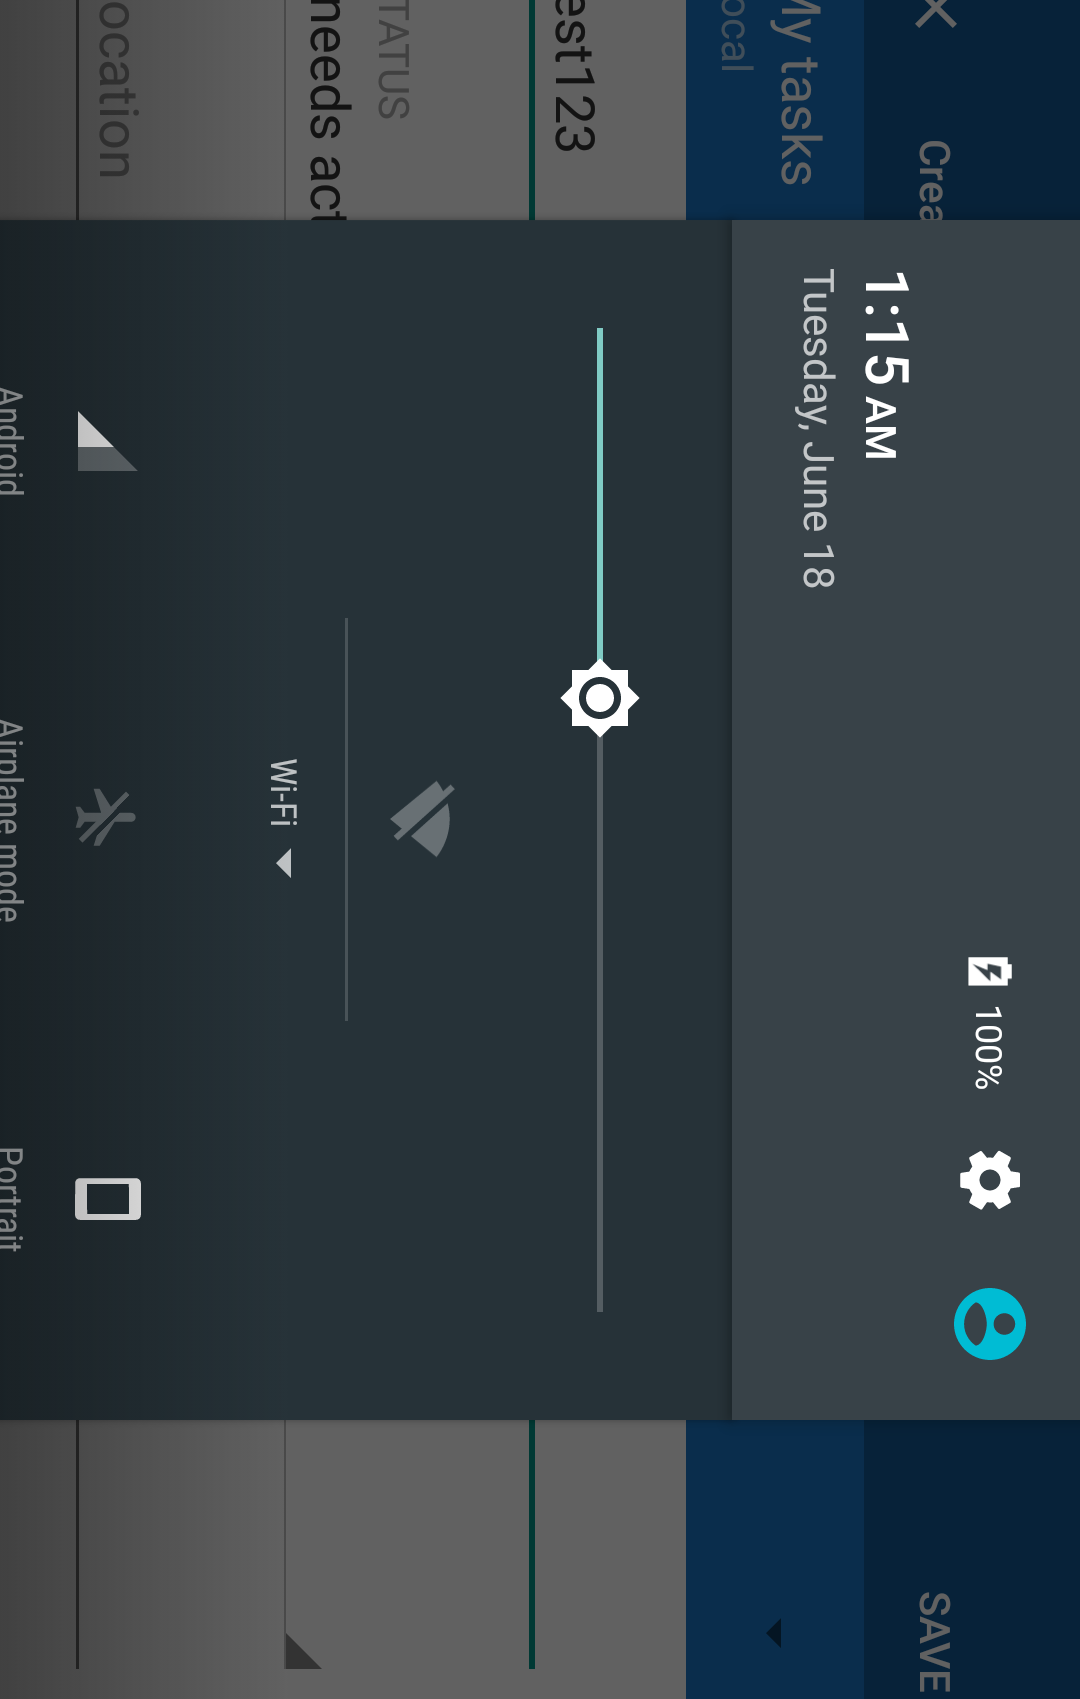 Crea
SAVE
My tasks
ocal
est123
TATUS
needs act
ocation
100%
1:15 AM
Tuesday, June 18
Wi-Fi
Android
Airplane mode
Portrait